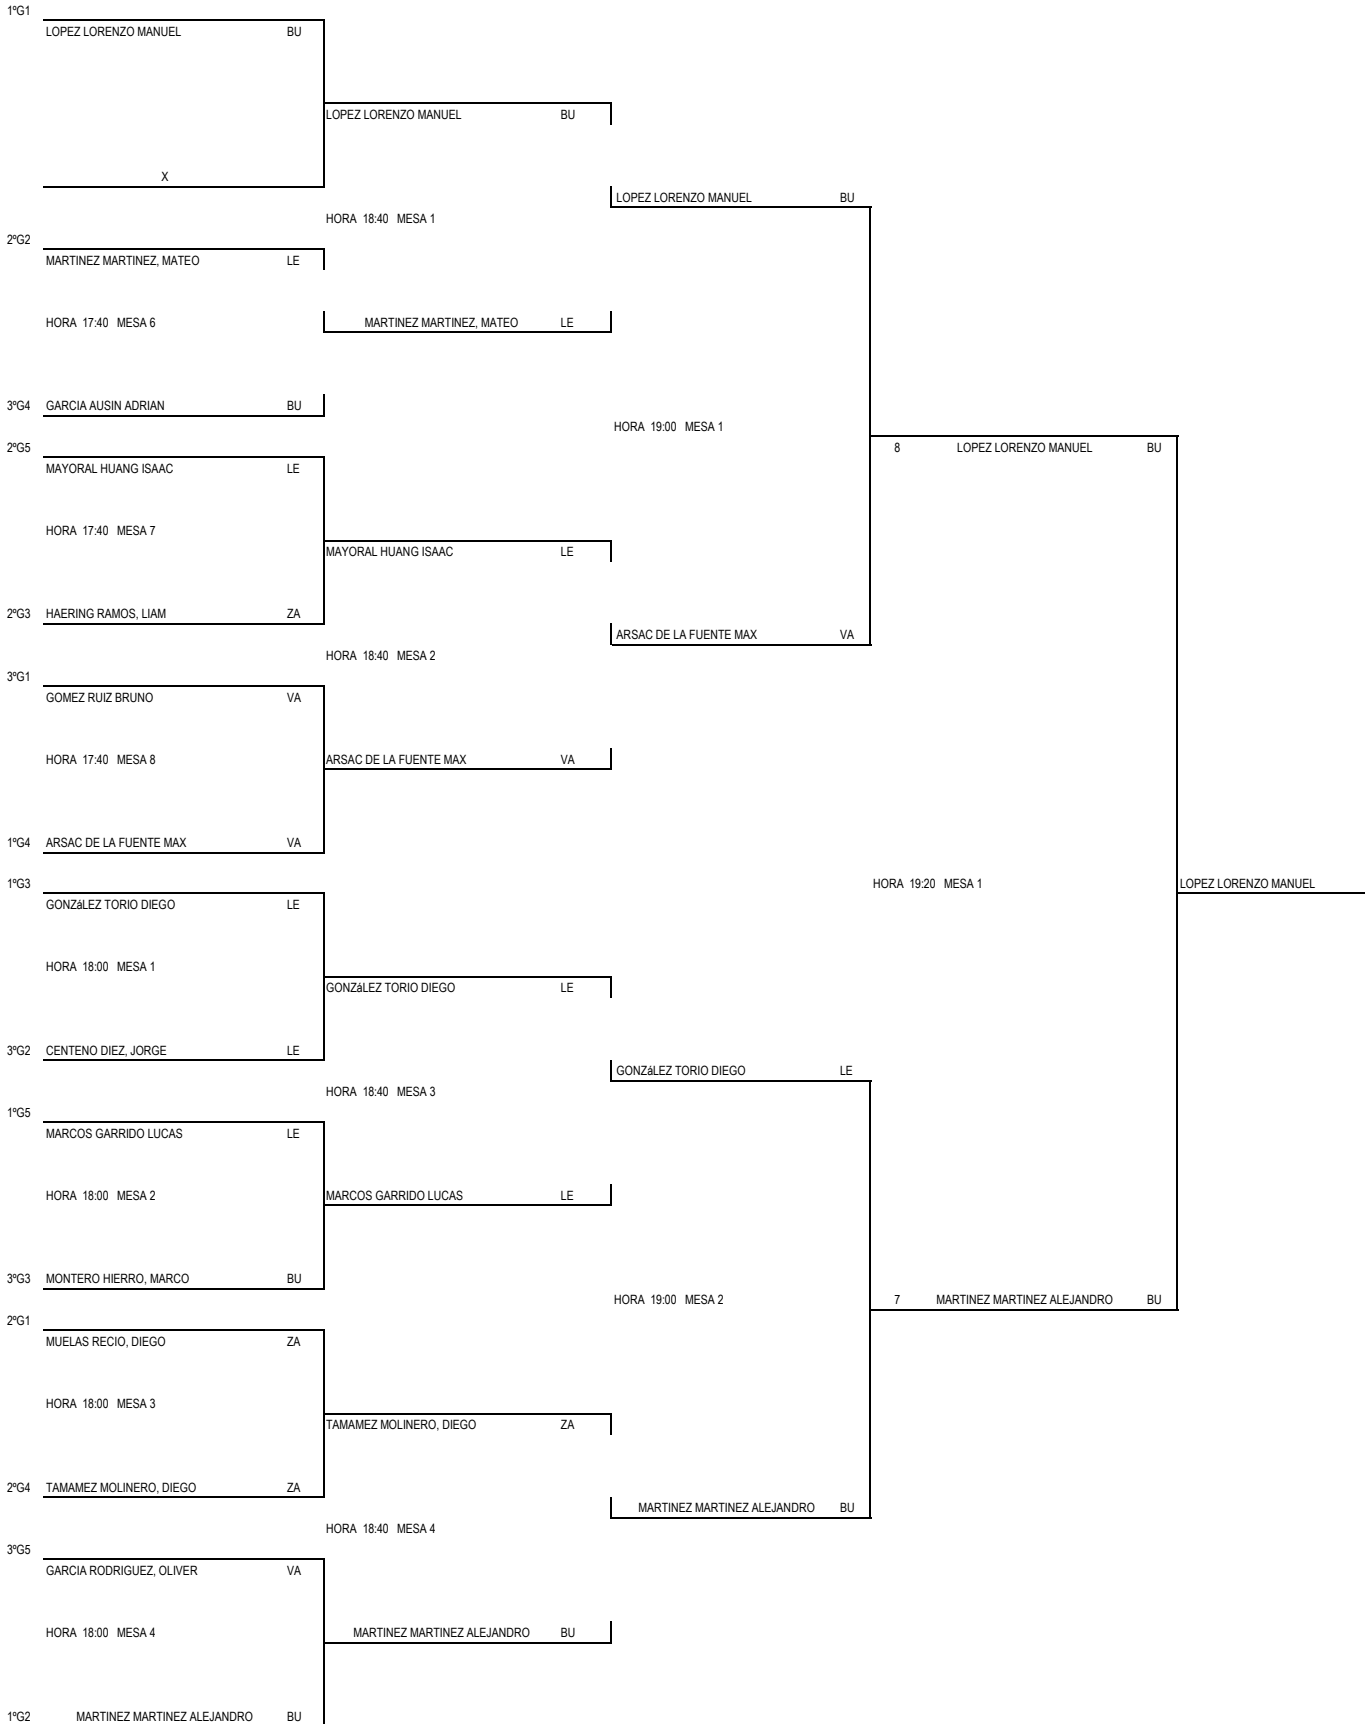 1ºG1
LOPEZ LORENZO MANUEL BU
LOPEZ LORENZO MANUEL BU
X
LOPEZ LORENZO MANUEL BU
HORA 18:40 MESA 1
2ºG2
MARTINEZ MARTINEZ, MATEO LE
HORA 17:40 MESA 6 MARTINEZ MARTINEZ, MATEO LE
3ºG4 GARCIA AUSIN ADRIAN BU
HORA 19:00 MESA 1
2ºG5 8 LOPEZ LORENZO MANUEL BU
MAYORAL HUANG ISAAC LE
HORA 17:40 MESA 7
MAYORAL HUANG ISAAC LE
2ºG3 HAERING RAMOS, LIAM ZA
ARSAC DE LA FUENTE MAX VA
HORA 18:40 MESA 2
3ºG1
GOMEZ RUIZ BRUNO VA
HORA 17:40 MESA 8 ARSAC DE LA FUENTE MAX VA
1ºG4 ARSAC DE LA FUENTE MAX VA
1ºG3 HORA 19:20 MESA 1 LOPEZ LORENZO MANUEL
GONZáLEZ TORIO DIEGO LE
HORA 18:00 MESA 1
GONZáLEZ TORIO DIEGO LE
3ºG2 CENTENO DIEZ, JORGE LE
GONZáLEZ TORIO DIEGO LE
HORA 18:40 MESA 3
1ºG5
MARCOS GARRIDO LUCAS LE
HORA 18:00 MESA 2 MARCOS GARRIDO LUCAS LE
3ºG3 MONTERO HIERRO, MARCO BU
HORA 19:00 MESA 2 7 MARTINEZ MARTINEZ ALEJANDRO BU
2ºG1
MUELAS RECIO, DIEGO ZA
HORA 18:00 MESA 3
TAMAMEZ MOLINERO, DIEGO ZA
2ºG4 TAMAMEZ MOLINERO, DIEGO ZA
MARTINEZ MARTINEZ ALEJANDRO BU
HORA 18:40 MESA 4
3ºG5
GARCIA RODRIGUEZ, OLIVER VA
HORA 18:00 MESA 4 MARTINEZ MARTINEZ ALEJANDRO BU
1ºG2 MARTINEZ MARTINEZ ALEJANDRO BU